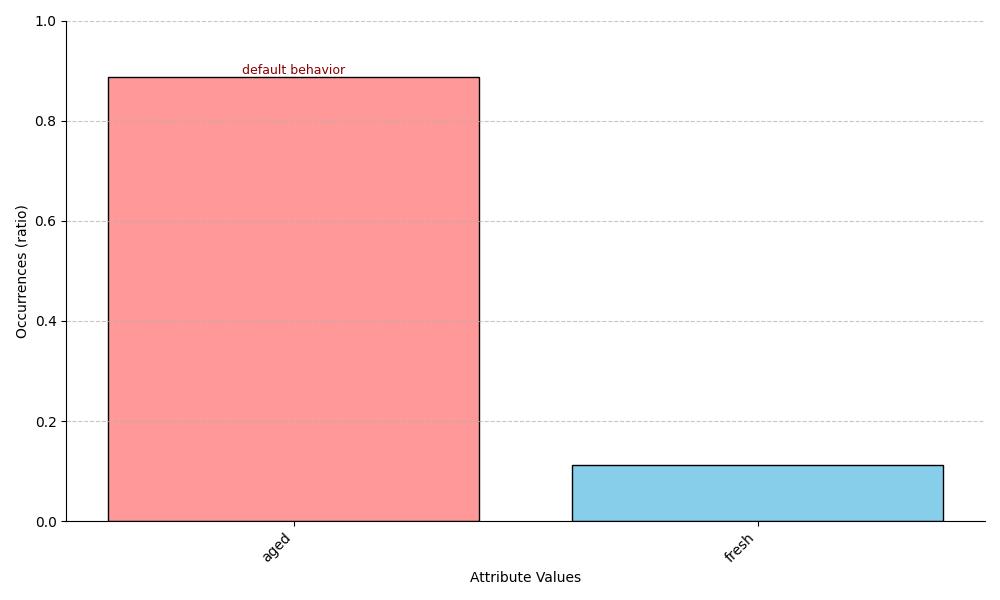 1.0
default behavior
0.8
0.6
0.4
0.2
0.0
Occurrences (ratio)
aged
fresh
Attribute Values